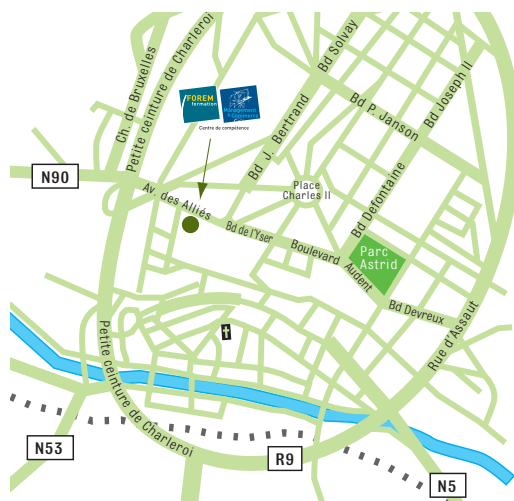 Ch. de Bruxelles
Petite ceinture de Charleroi
Bd Solvay
Bd Joseph II
FOREM
formation
Management
& Commerce
Centre de compétence
Bd J. Bertrand
Bd P. Janson
N90
Place
Charles II
Av. des Alliés
Bd de l'Yser
Boulevard
Audent
Bd Defontaine
Parc
Astrid
Bd Devreux
Rue d'Assaut
Petite ceinture de Charleroi
N53
R9
N5